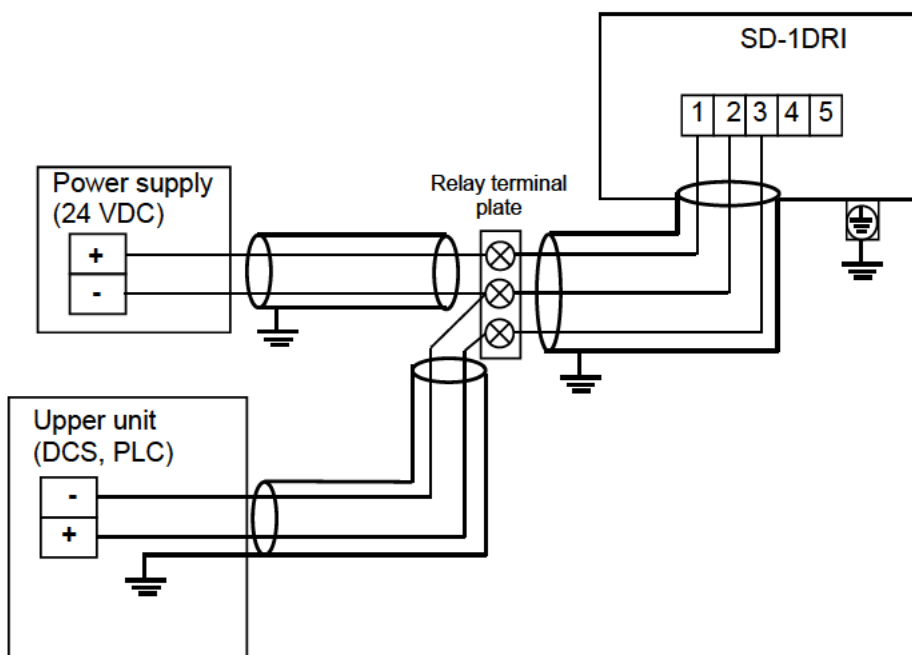 SD-1DRI
1 2 3 4 5
Power supply
(24 VDC)
+
-
Relay terminal
plate
Upper unit
(DCS, PLC)
-
+